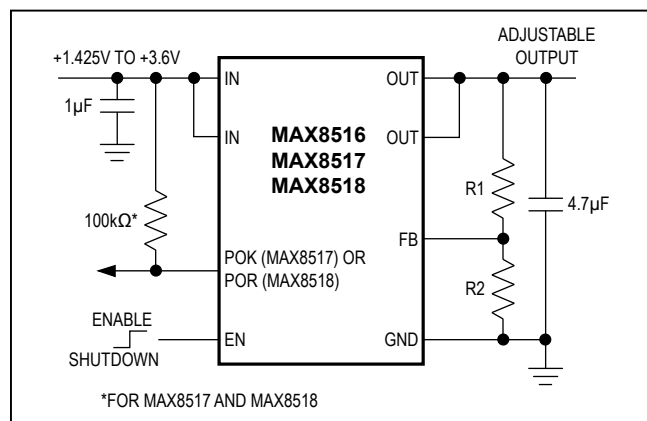 +1.425V TO +3.6V
ADJUSTABLE
OUTPUT
IN
OUT
1µF
IN
OUT
MAX8516
MAX8517
MAX8518
R1
4.7µF
100kΩ*
FB
POK (MAX8517) OR
POR (MAX8518)
R2
ENABLE
SHUTDOWN
EN
GND
*FOR MAX8517 AND MAX8518